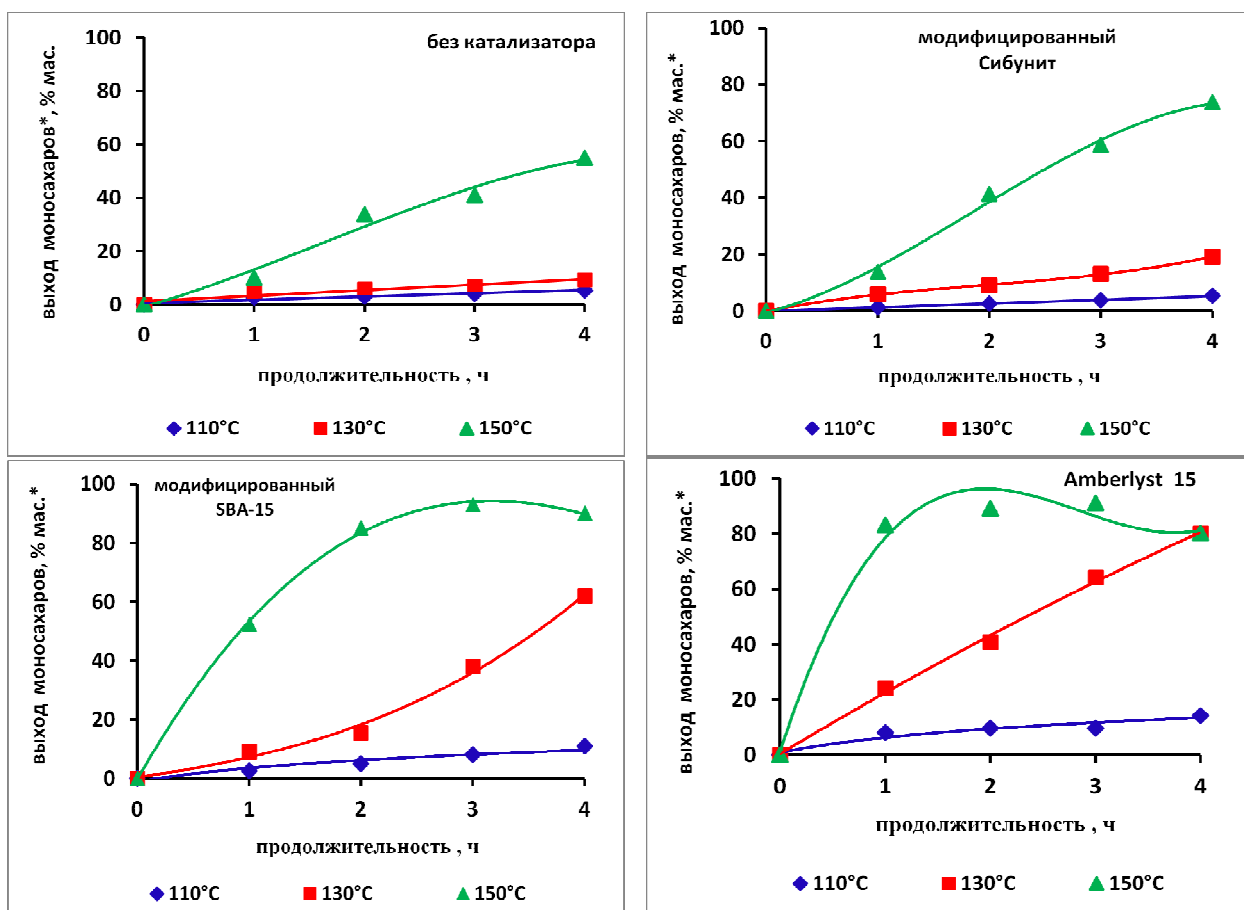 без катализатора
выход моносахаров*, % мас.
100
80
60
40
20
0
0 1 2 3 4
продолжительность , ч
110°C 130°C 150°C
модифицированный
Сибунит
выход моносахаров, % мас.*
100
80
60
40
20
0
0 1 2 3 4
продолжительность , ч
110°C 130°C 150°C
модифицированный
SBA-15
выход моносахаров, % мас.*
100
80
60
40
20
0
0 1 2 3 4
продолжительность , ч
110°C 130°C 150°C
Amberlyst 15
выход моносахаров, % мас.*
100
80
60
40
20
0
0 1 2 3 4
продолжительность , ч
110°C 130°C 150°C